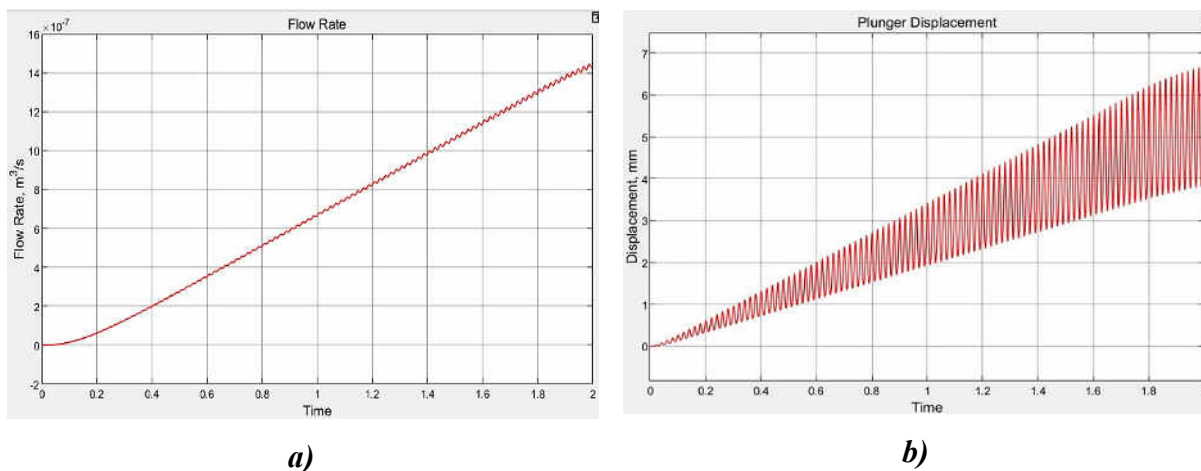 Flow Rate
×10⁻⁷
16
14
12
10
8
6
4
2
0
-2
Flow Rate, m³/s
0 0.2 0.4 0.6 0.8 1 1.2 1.4 1.6 1.8 2
Time
a)
Plunger Displacement
7
6
5
4
3
2
1
0
Displacement, mm
0 0.2 0.4 0.6 0.8 1 1.2 1.4 1.6 1.8
Time
b)